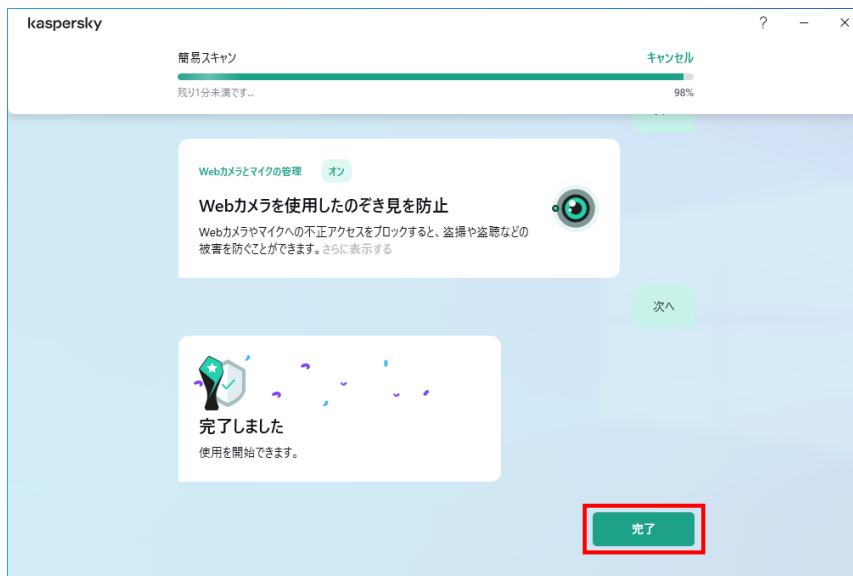 kaspersky
簡易スキャン
キャンセル
残り1分未満です...
98%
Webカメラとマイクの管理 オン
Webカメラを使用したのぞき見を防止
Webカメラやマイクへの不正アクセスをブロックすると、盗撮や盗聴などの
被害を防ぐことができます。さらに表示する
次へ
完了しました
使用を開始できます。
完了